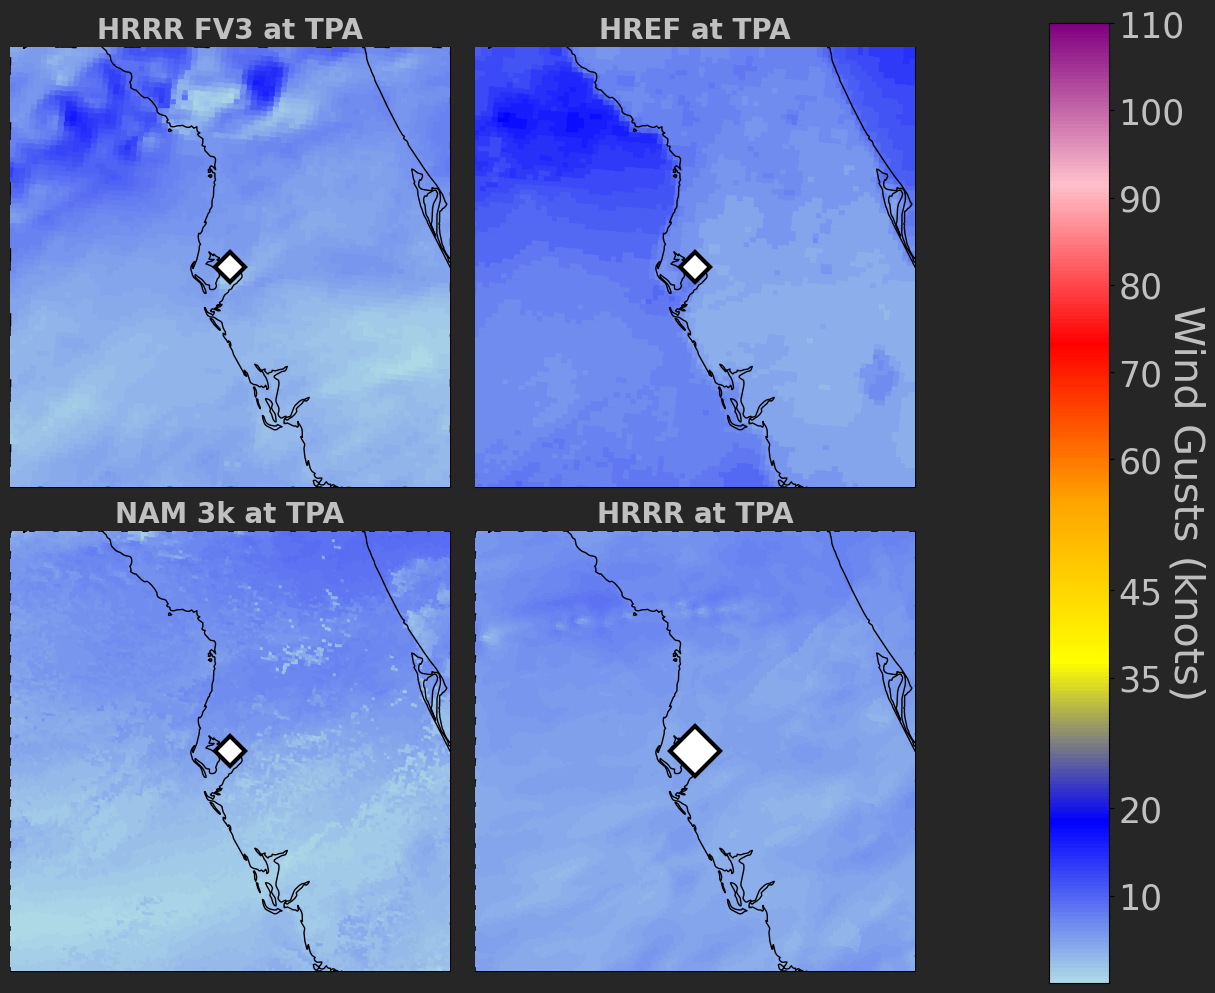 HRRR FV3 at TPA
HREF at TPA
NAM 3k at TPA
HRRR at TPA
110
100
90
80
70
60
45
35
20
10
Wind Gusts (knots)